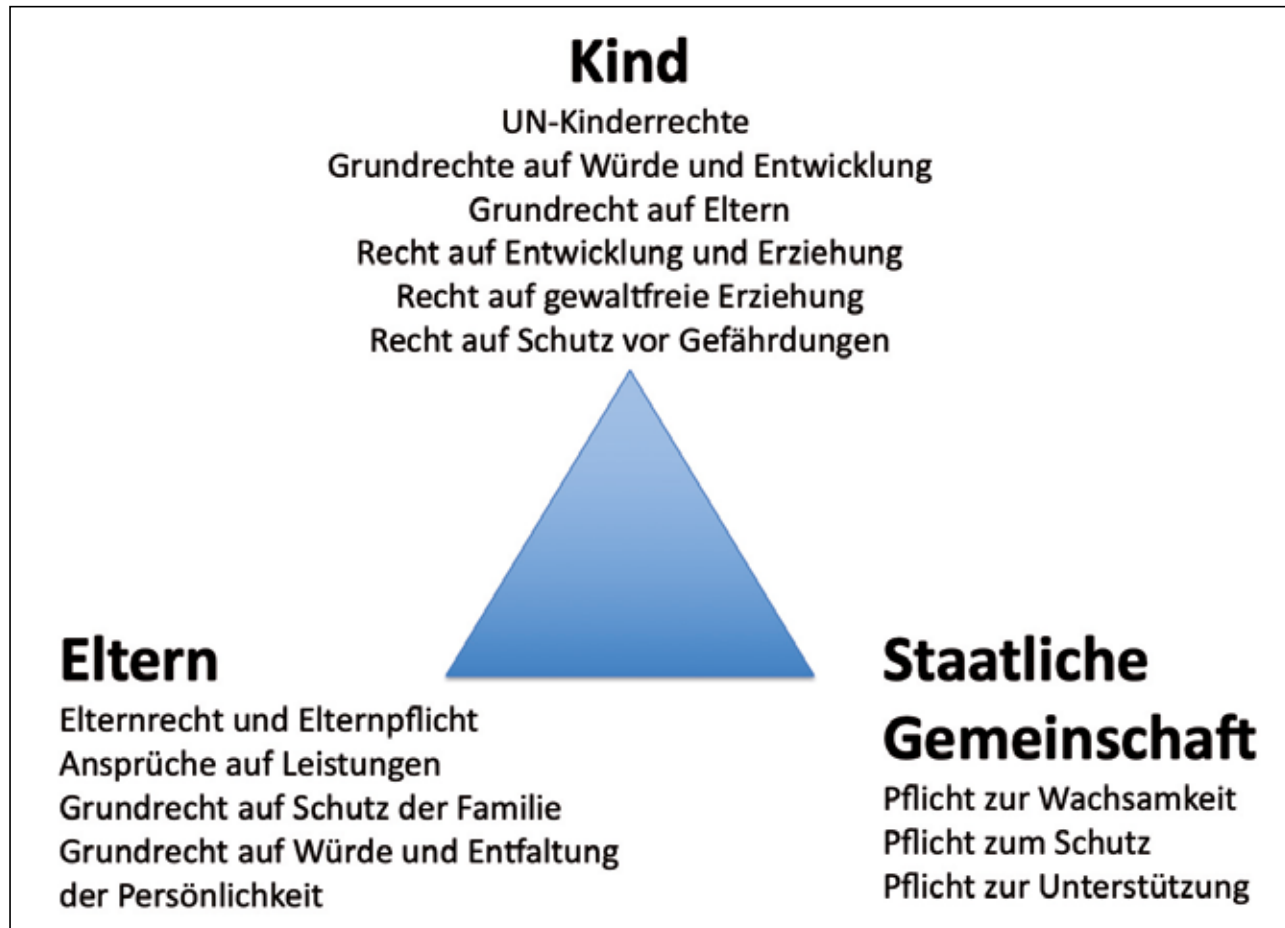 Kind
UN-Kinderrechte
Grundrechte auf Würde und Entwicklung
Grundrecht auf Eltern
Recht auf Entwicklung und Erziehung
Recht auf gewaltfreie Erziehung
Recht auf Schutz vor Gefährdungen
Eltern
Elternrecht und Elternpflicht
Ansprüche auf Leistungen
Grundrecht auf Schutz der Familie
Grundrecht auf Würde und Entfaltung
der Persönlichkeit
Staatliche
Gemeinschaft
Pflicht zur Wachsamkeit
Pflicht zum Schutz
Pflicht zur Unterstützung